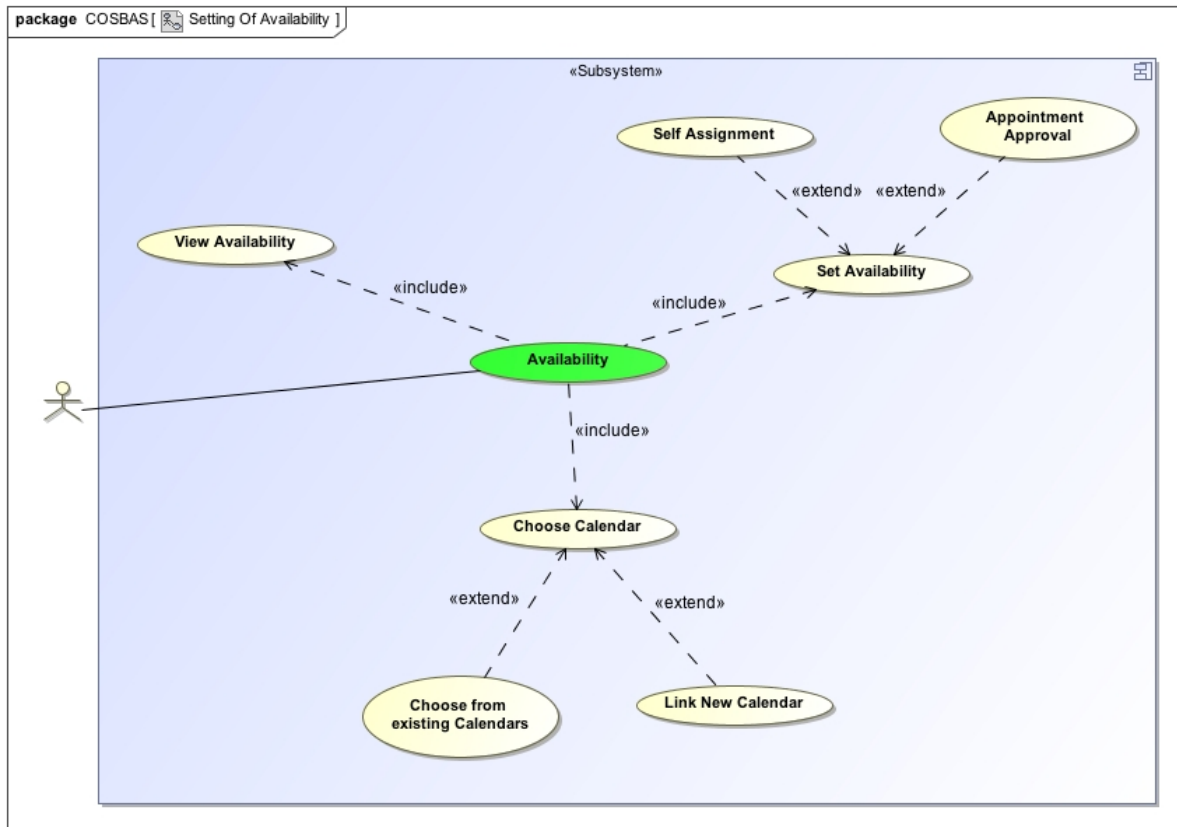 package COSBAS [ Setting Of Availability ]
«Subsystem»
Self Assignment
Appointment
Approval
«extend» «extend»
View Availability
Set Availability
«include»
«include»
Availability
«include»
Choose Calendar
«extend»
«extend»
Choose from
existing Calendars
Link New Calendar